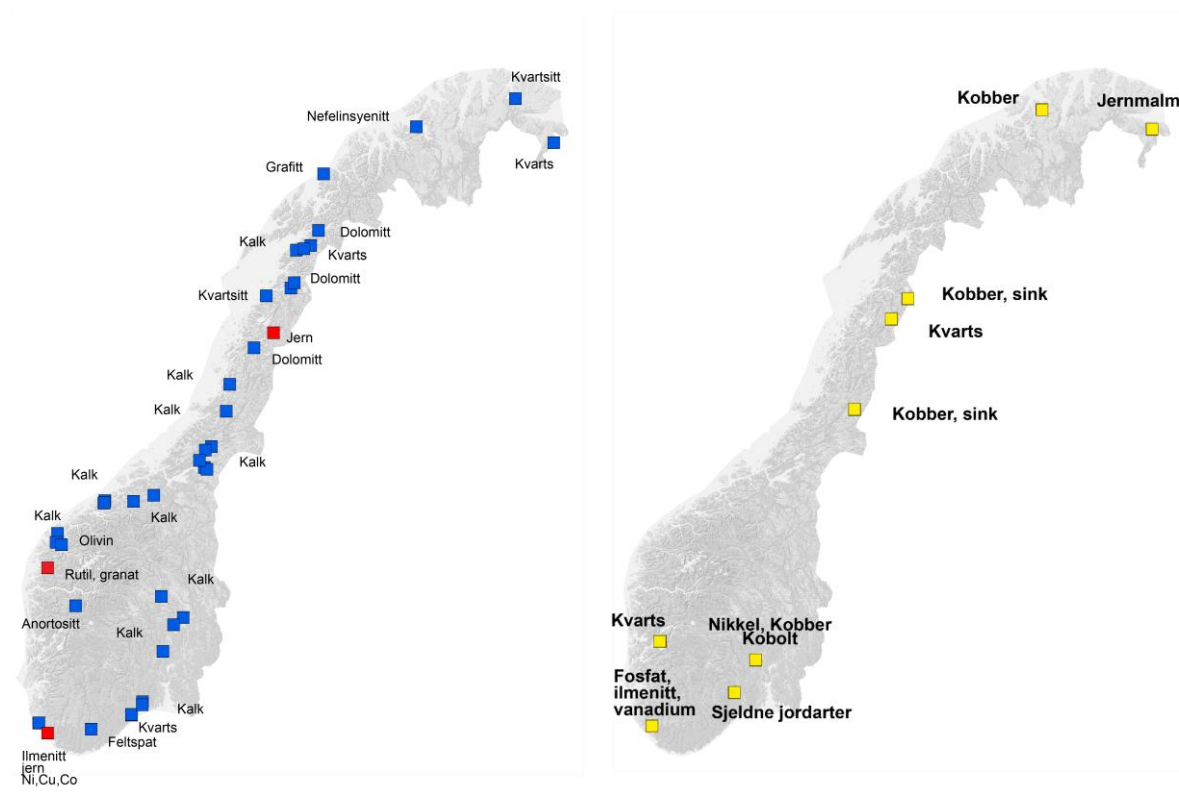 Kvartsitt
Nefelinsyenitt
Kvarts
Grafitt
Dolomitt
Kalk
Kvarts
Dolomitt
Kvartsitt
Jern
Dolomitt
Kalk
Kalk
Kalk
Kalk
Kalk
Kalk
Olivin
Rutil, granat
Kalk
Anortositt
Kalk
Kalk
Kvarts
Feltspat
Ilmenitt
jern
Ni,Cu,Co
Kobber
Jernmalm
Kobber, sink
Kvarts
Kobber, sink
Kvarts
Nikkel, Kobber
Kobolt
Fosfat,
ilmenitt,
vanadium
Sjeldne jordarter